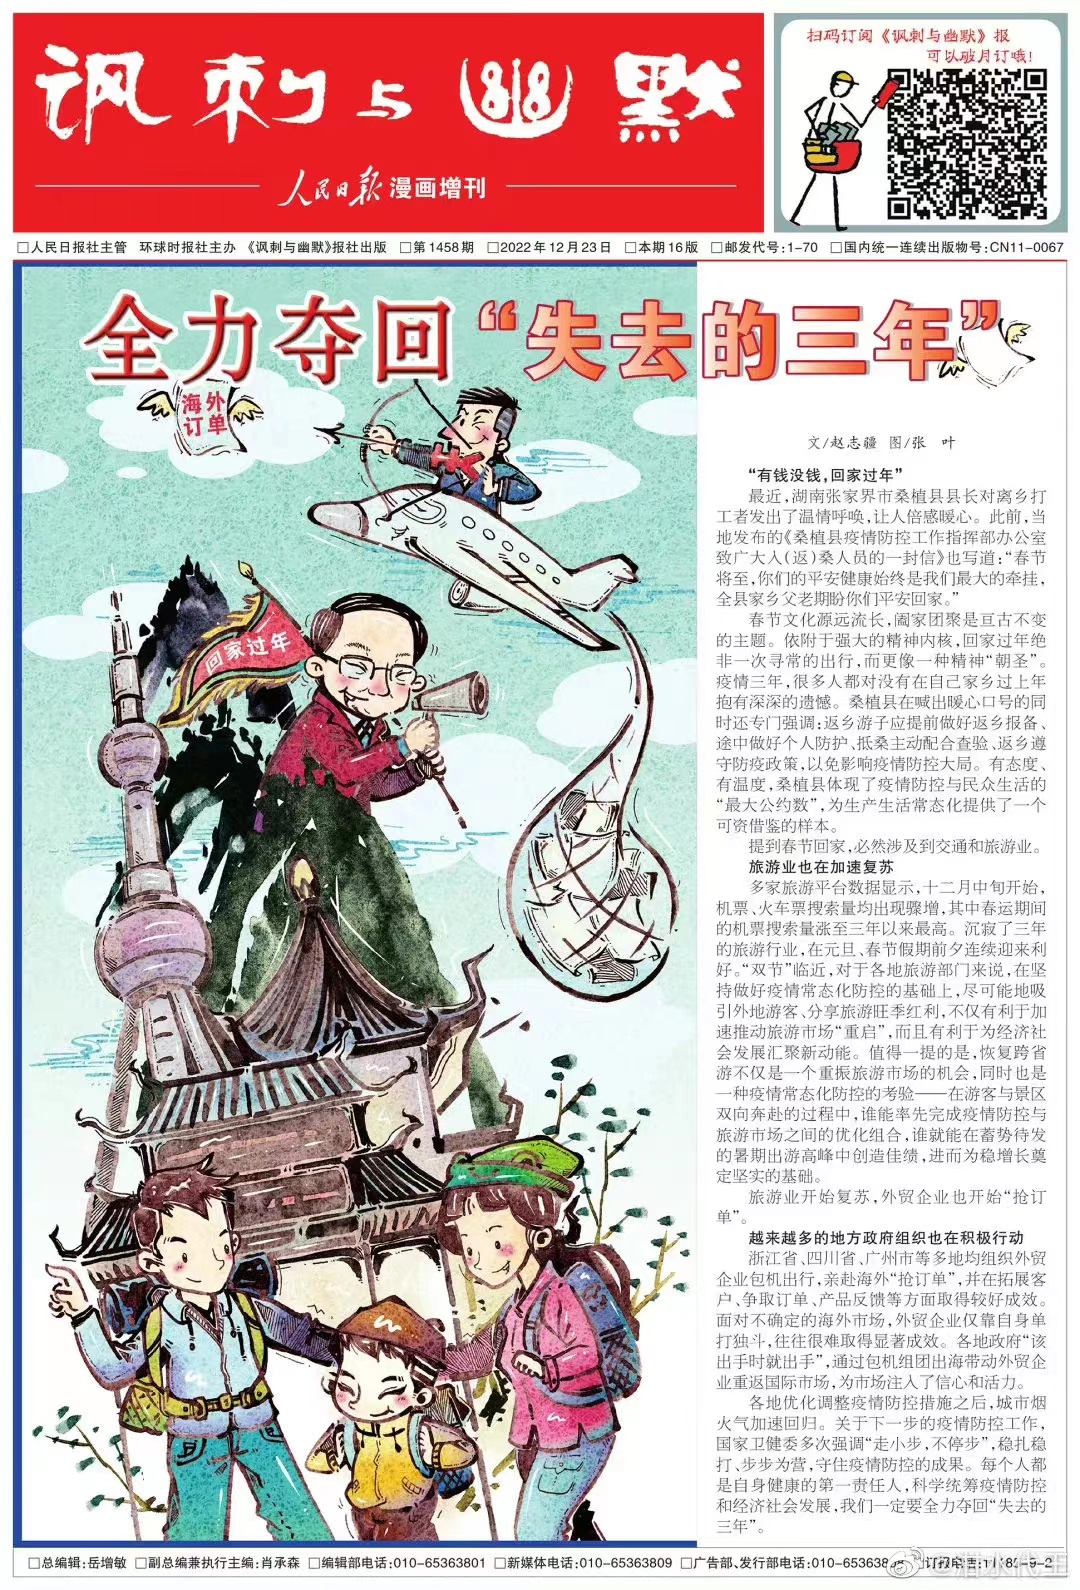 讽刺与幽默
人民日报漫画增刊
扫码订阅《讽刺与幽默》报
可以破月订哦!
□人民日报社主管 环球时报社主办 《讽刺与幽默》报社出版 □第1458期 □2022年12月23日 □本期16版 □邮发代号:1-70 □国内统一连续出版物号:CN11-0067
全力夺回“失去的三年”
海外
订单
回家过年
文/赵志疆 图/张 叶
“有钱没钱,回家过年”
最近,湖南张家界市桑植县县长对离乡打
工者发出了温情呼唤,让人倍感暖心。此前,当
地发布的《桑植县疫情防控工作指挥部办公室
致广大入(返)桑人员的一封信》也写道:“春节
将至,你们的平安健康始终是我们最大的牵挂,
全县家乡父老期盼你们平安回家。”
春节文化源远流长,阖家团聚是亘古不变
的主题。依附于强大的精神内核,回家过年绝
非一次寻常的出行,而更像一种精神“朝圣”。
疫情三年,很多人都对没有在自己家乡过上年
抱有深深的遗憾。桑植县在喊出暖心口号的同
时还专门强调:返乡游子应提前做好返乡报备、
途中做好个人防护、抵桑主动配合查验、返乡遵
守防疫政策,以免影响疫情防控大局。有态度、
有温度,桑植县体现了疫情防控与民众生活的
“最大公约数”,为生产生活常态化提供了一个
可资借鉴的样本。
提到春节回家,必然涉及到交通和旅游业。
旅游业也在加速复苏
多家旅游平台数据显示,十二月中旬开始,
机票、火车票搜索量均出现骤增,其中春运期间
的机票搜索量涨至三年以来最高。沉寂了三年
的旅游行业,在元旦、春节假期前夕连续迎来利
好。“双节”临近,对于各地旅游部门来说,在坚
持做好疫情常态化防控的基础上,尽可能地吸
引外地游客、分享旅游旺季红利,不仅有利于加
速推动旅游市场“重启”,而且有利于为经济社
会发展汇聚新动能。值得一提的是,恢复跨省
游不仅是一个重振旅游市场的机会,同时也是
一种疫情常态化防控的考验——在游客与景区
双向奔赴的过程中,谁能率先完成疫情防控与
旅游市场之间的优化组合,谁就能在蓄势待发
的暑期出游高峰中创造佳绩,进而为稳增长奠
定坚实的基础。
旅游业开始复苏,外贸企业也开始“抢订
单”。
越来越多的地方政府组织也在积极行动
浙江省、四川省、广州市等多地均组织外贸
企业包机出行,亲赴海外“抢订单”,并在拓展客
户、争取订单、产品反馈等方面取得较好成效。
面对不确定的海外市场,外贸企业仅靠自身单
打独斗,往往很难取得显著成效。各地政府“该
出手时就出手”,通过包机组团出海带动外贸企
业重返国际市场,为市场注入了信心和活力。
各地优化调整疫情防控措施之后,城市烟
火气加速回归。关于下一步的疫情防控工作,
国家卫健委多次强调“走小步,不停步”,稳扎稳
打、步步为营,守住疫情防控的成果。每个人都
是自身健康的第一责任人,科学统筹疫情防控
和经济社会发展,我们一定要全力夺回“失去的
三年”。
□总编辑:岳增敏 □副总编兼执行主编:肖承森 □编辑部电话:010-65363801 □新媒体电话:010-65363809 □广告部、发行部电话:010-6536380